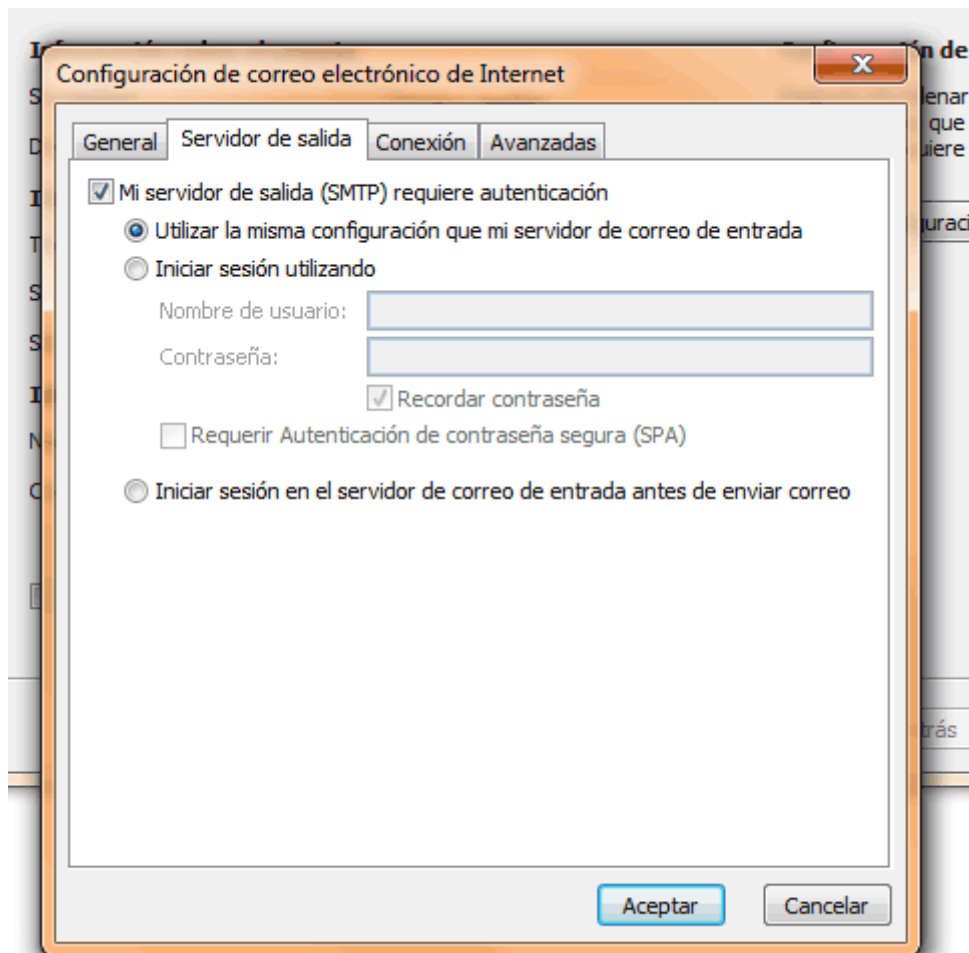 Configuración de correo electrónico de Internet
General Servidor de salida Conexión Avanzadas
Mi servidor de salida (SMTP) requiere autenticación
Utilizar la misma configuración que mi servidor de correo de entrada
Iniciar sesión utilizando
Nombre de usuario:
Contraseña:
Recordar contraseña
Requerir Autenticación de contraseña segura (SPA)
Iniciar sesión en el servidor de correo de entrada antes de enviar correo
Aceptar Cancelar
que